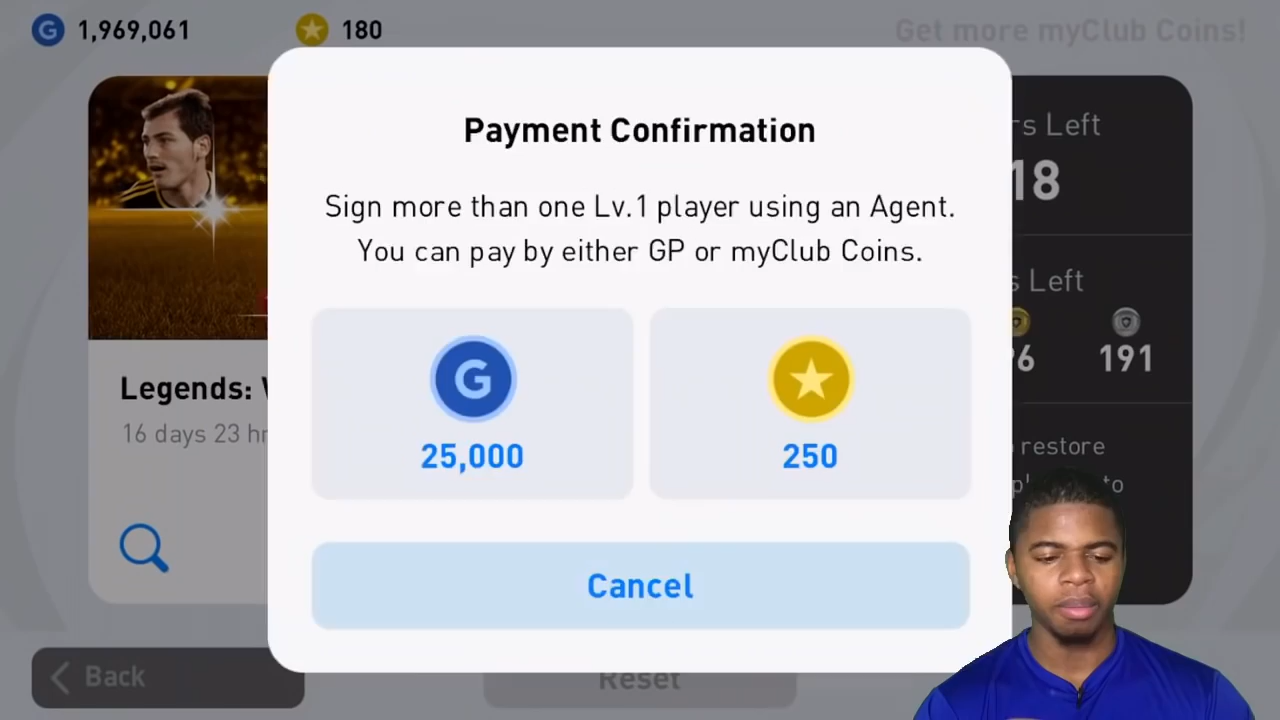 1,969,061
180
Get more myClub Coins!
Payment Confirmation
Sign more than one Lv.1 player using an Agent.
You can pay by either GP or myClub Coins.
G
25,000
250
Cancel
Legends:
16 days 23
rs Left
18
s Left
6
191
restore
to
Back
Reset